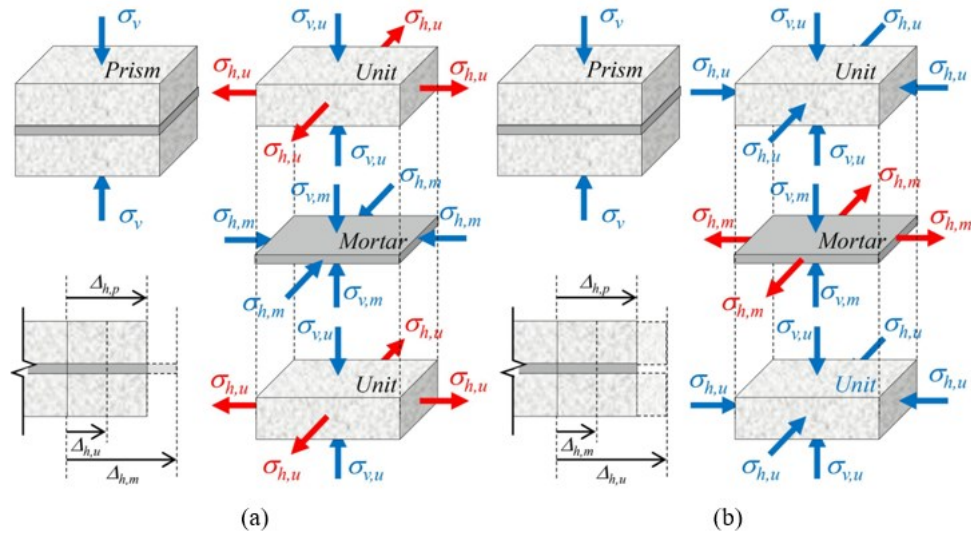 σv
Prism
σv
σv,u
σh,u
σh,u
Unit
σh,u
σh,u
σv,u
σv,m
σh,m
σh,m
σh,m
Mortar
σh,m
σv,m
σv,u
σh,u
σh,u
Unit
σh,u
σh,u
σv,u
Δh,p
Δh,u
Δh,m
(a)
σv
Prism
σv
σv,u
σh,u
σh,u
Unit
σh,u
σh,u
σv,u
σv,m
σh,m
σh,m
σh,m
Mortar
σh,m
σv,m
σv,u
σh,u
σh,u
Unit
σh,u
σh,u
σv,u
Δh,p
Δh,m
Δh,u
(b)